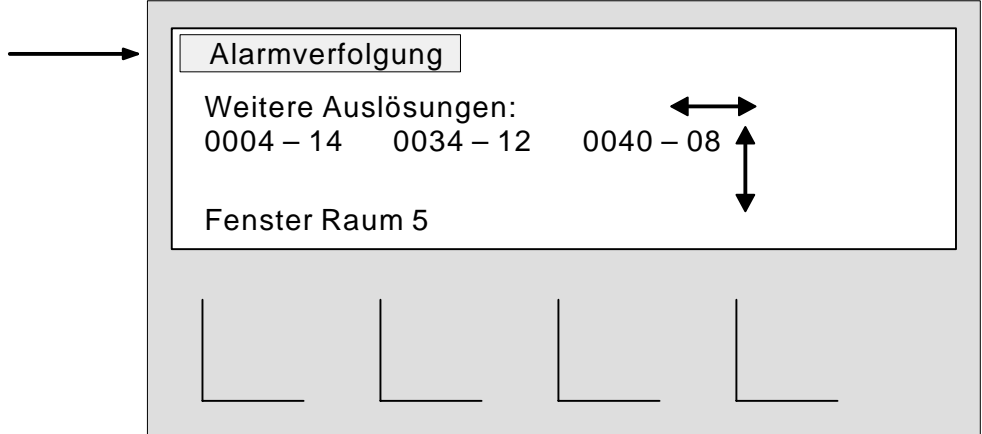 Alarmverfolgung
Weitere Auslösungen:
0004 – 14 0034 – 12 0040 – 08
Fenster Raum 5